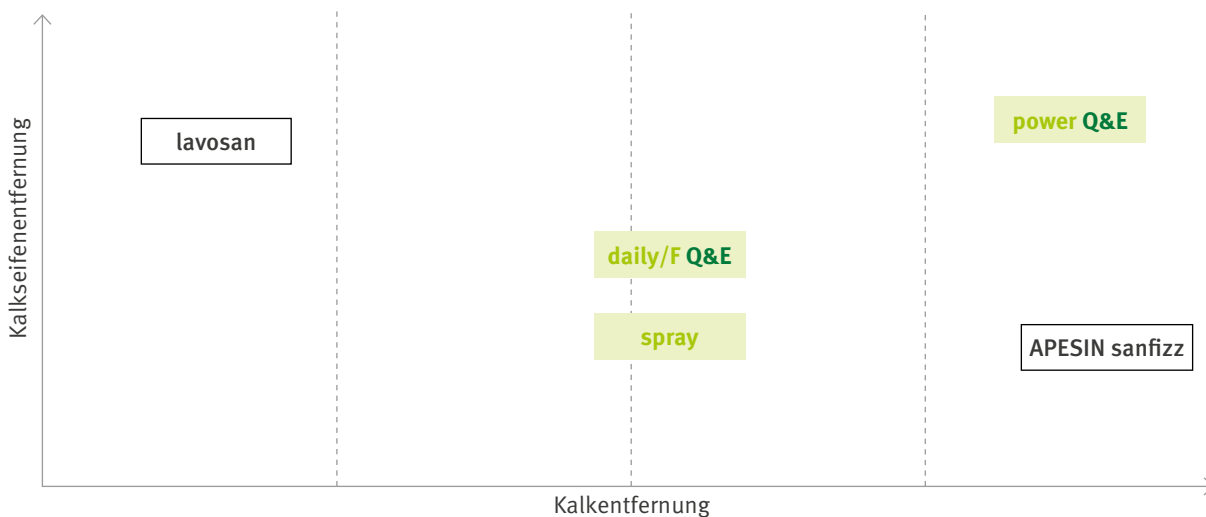 Kalkseifenentfernung
lavosan
power Q&E
daily/F Q&E
spray
APESIN sanfizz
Kalkentfernung